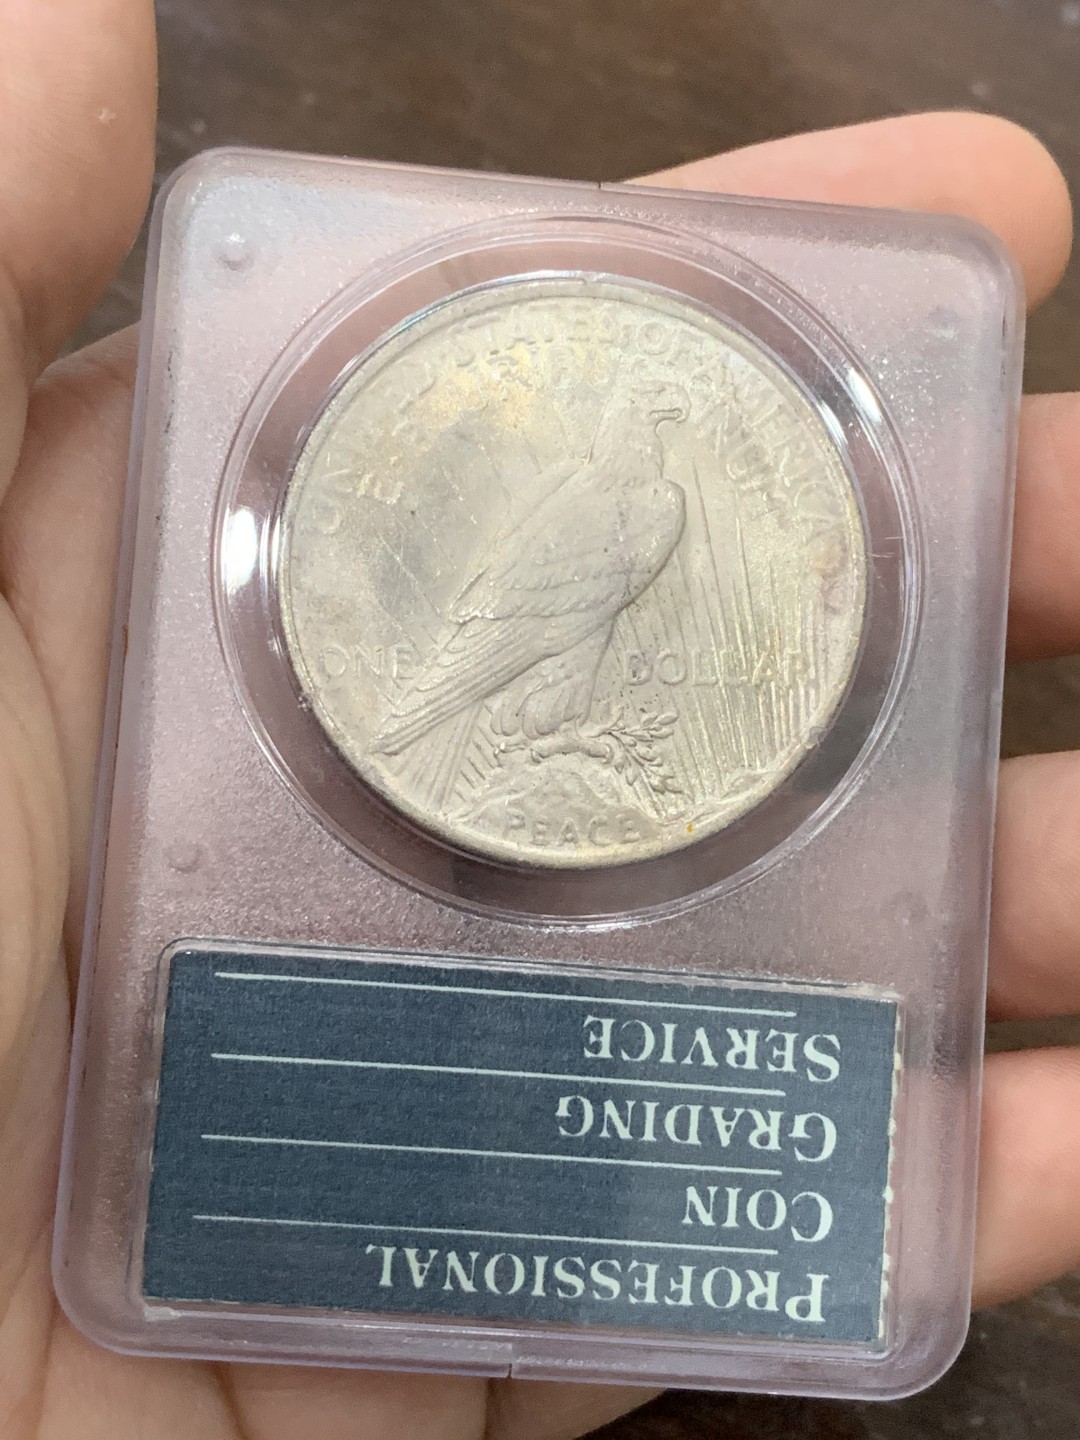 UNITED STATES OF AMERICA
E PLURIBUS UNUM
ONE DOLLAR
PEACE
PROFESSIONAL
COIN
GRADING
SERVICE